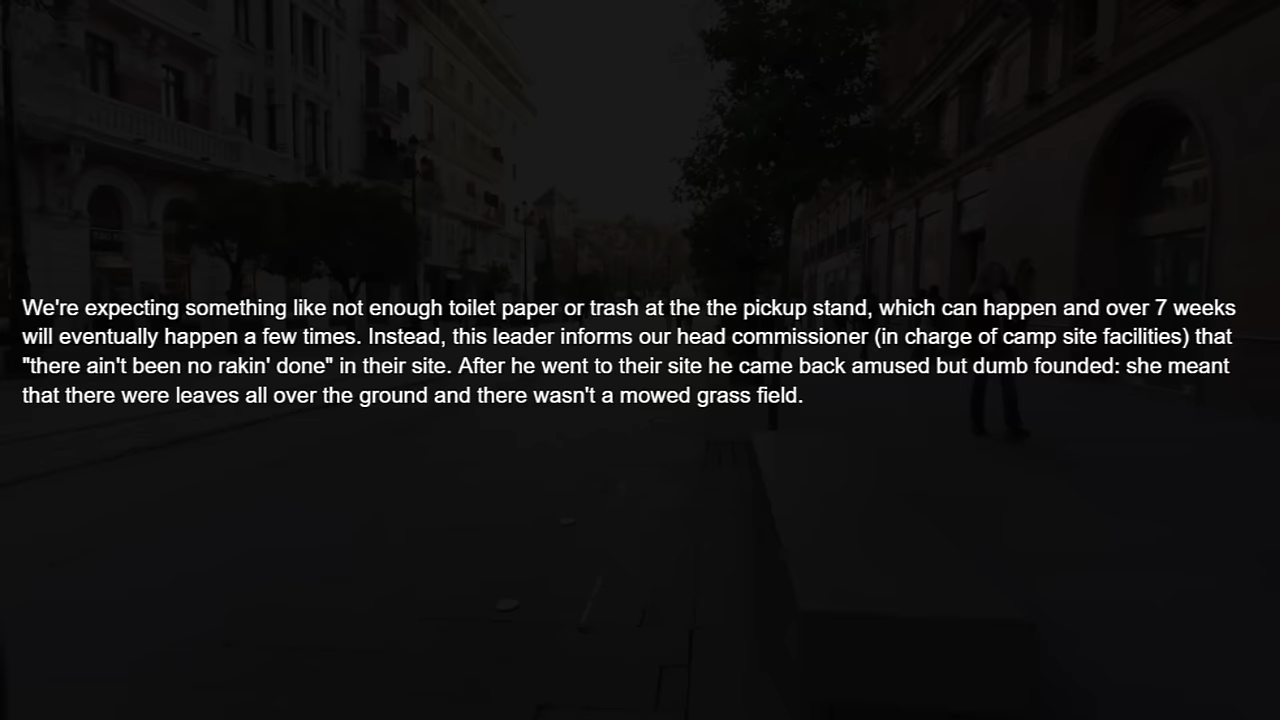 We're expecting something like not enough toilet paper or trash at the the pickup stand, which can happen and over 7 weeks
will eventually happen a few times. Instead, this leader informs our head commissioner (in charge of camp site facilities) that
"there ain't been no rakin' done" in their site. After he went to their site he came back amused but dumb founded: she meant
that there were leaves all over the ground and there wasn't a mowed grass field.